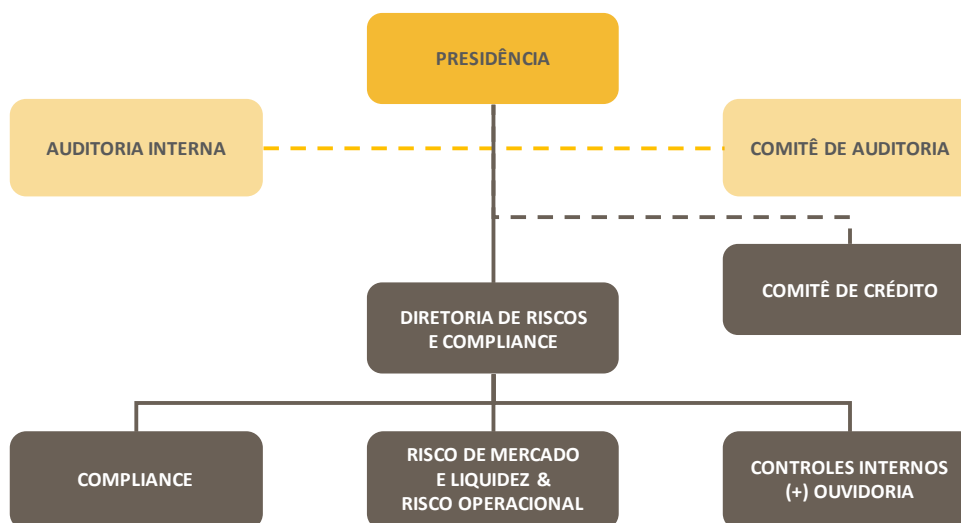 PRESIDÊNCIA
AUDITORIA INTERNA
COMITÊ DE AUDITORIA
COMITÊ DE CRÉDITO
DIRETORIA DE RISCOS
E COMPLIANCE
COMPLIANCE
RISCO DE MERCADO
E LIQUIDEZ &
RISCO OPERACIONAL
CONTROLES INTERNOS
(+) OUVIDORIA